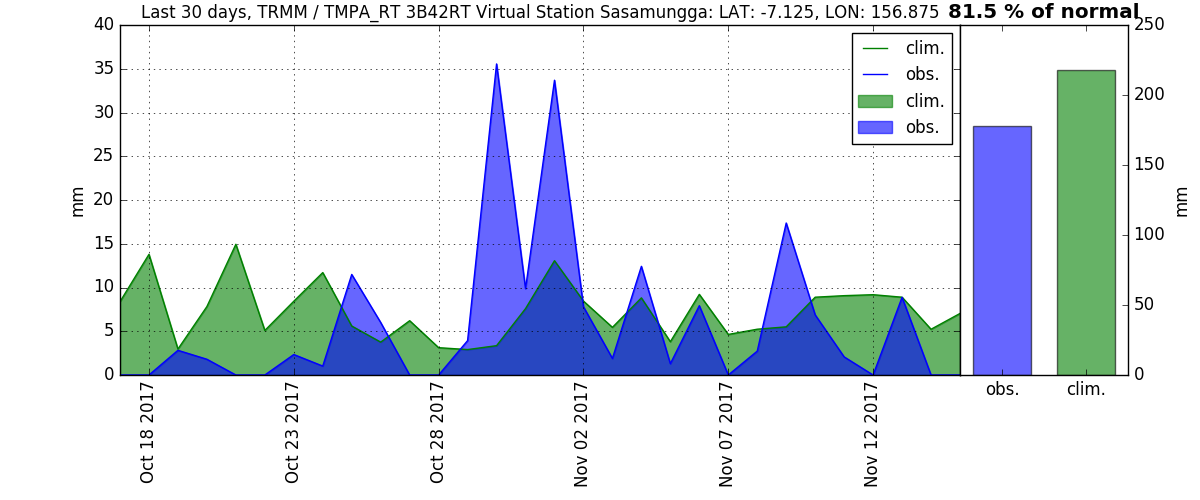 Last 30 days, TRMM / TMPA_RT 3B42RT Virtual Station Sasamungga: LAT: -7.125, LON: 156.875
81.5 % of normal
mm
40
35
30
25
20
15
10
5
0
clim.
obs.
clim.
obs.
Oct 18 2017
Oct 23 2017
Oct 28 2017
Nov 02 2017
Nov 07 2017
Nov 12 2017
250
200
150
100
50
0
mm
obs.
clim.